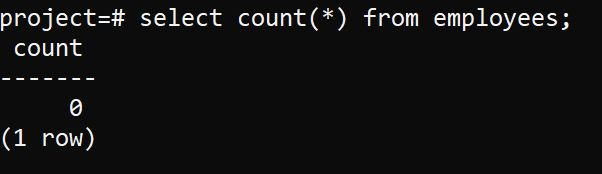 project=# select count(*) from employees;
 count
-------
     0
(1 row)